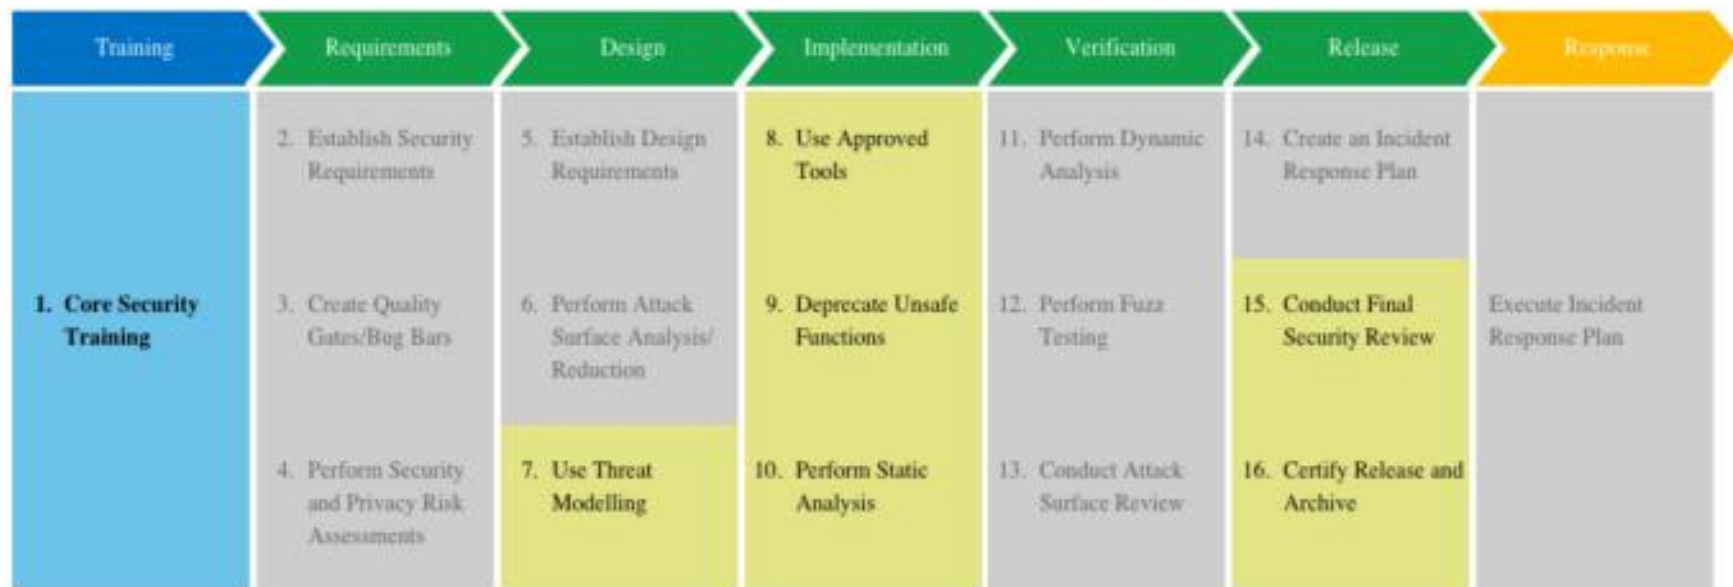 Training
Requirements
Design
Implementation
Verification
Release
Response
1. Core Security
Training
2. Establish Security
Requirements
3. Create Quality
Gates/Bug Bars
4. Perform Security
and Privacy Risk
Assessments
5. Establish Design
Requirements
6. Perform Attack
Surface Analysis/
Reduction
7. Use Threat
Modelling
8. Use Approved
Tools
9. Deprecate Unsafe
Functions
10. Perform Static
Analysis
11. Perform Dynamic
Analysis
12. Perform Fuzz
Testing
13. Conduct Attack
Surface Review
14. Create an Incident
Response Plan
15. Conduct Final
Security Review
16. Certify Release and
Archive
Execute Incident
Response Plan